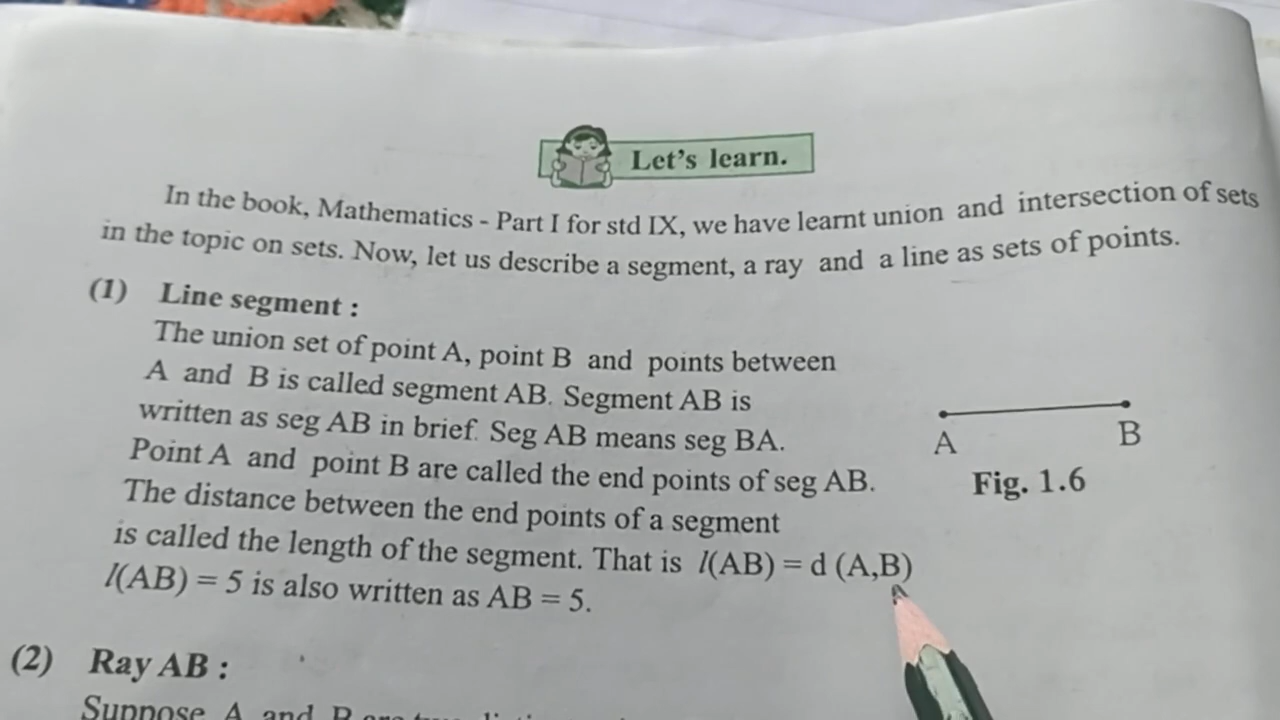 Let's learn.
In the book, Mathematics - Part I for std IX, we have learnt union and intersection of sets
in the topic on sets. Now, let us describe a segment, a ray and a line as sets of points.
(1) Line segment :
The union set of point A, point B and points between
A and B is called segment AB. Segment AB is
written as seg AB in brief. Seg AB means seg BA.
Point A and point B are called the end points of seg AB.
The distance between the end points of a segment
is called the length of the segment. That is l(AB) = d (A,B)
l(AB) = 5 is also written as AB = 5.
A B
Fig. 1.6
(2) Ray AB :
Suppose A and B are two